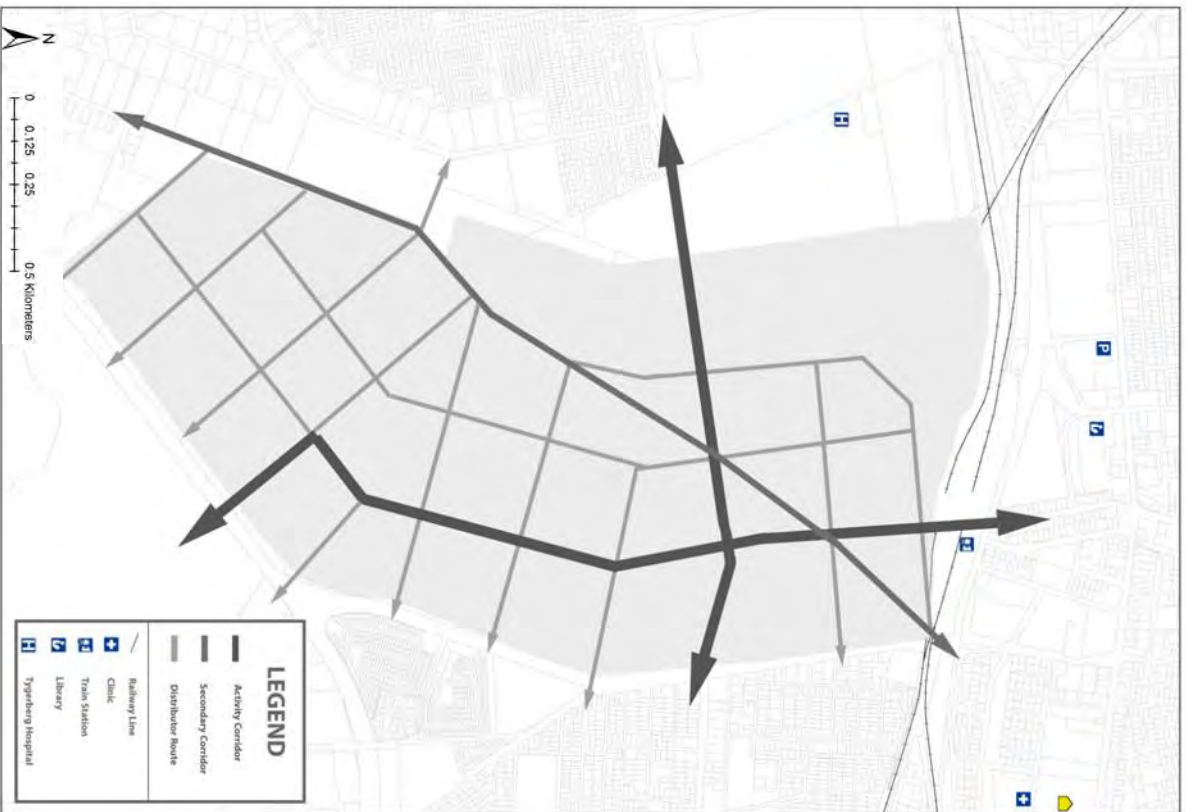 N
0 0.125 0.25 0.5 Kilometers
H
P
LEGEND
Activity Corridor
Secondary Corridor
Distributor Route
Railway Line
Clinic
Train Station
Library
H Tygerberg Hospital